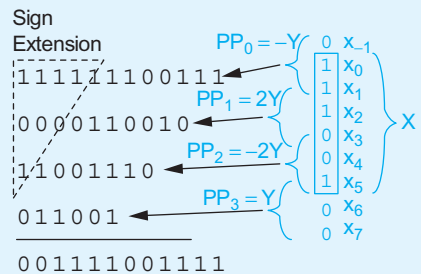 Sign
Extension
PP₀ = –Y
0 x₋₁
111111100111
1 x₀
1 x₁
PP₁ = 2Y
1 x₂
X
0000110010
0 x₃
PP₂ = –2Y
0 x₄
11001110
1 x₅
PP₃ = Y
0 x₆
011001
0 x₇
001111001111